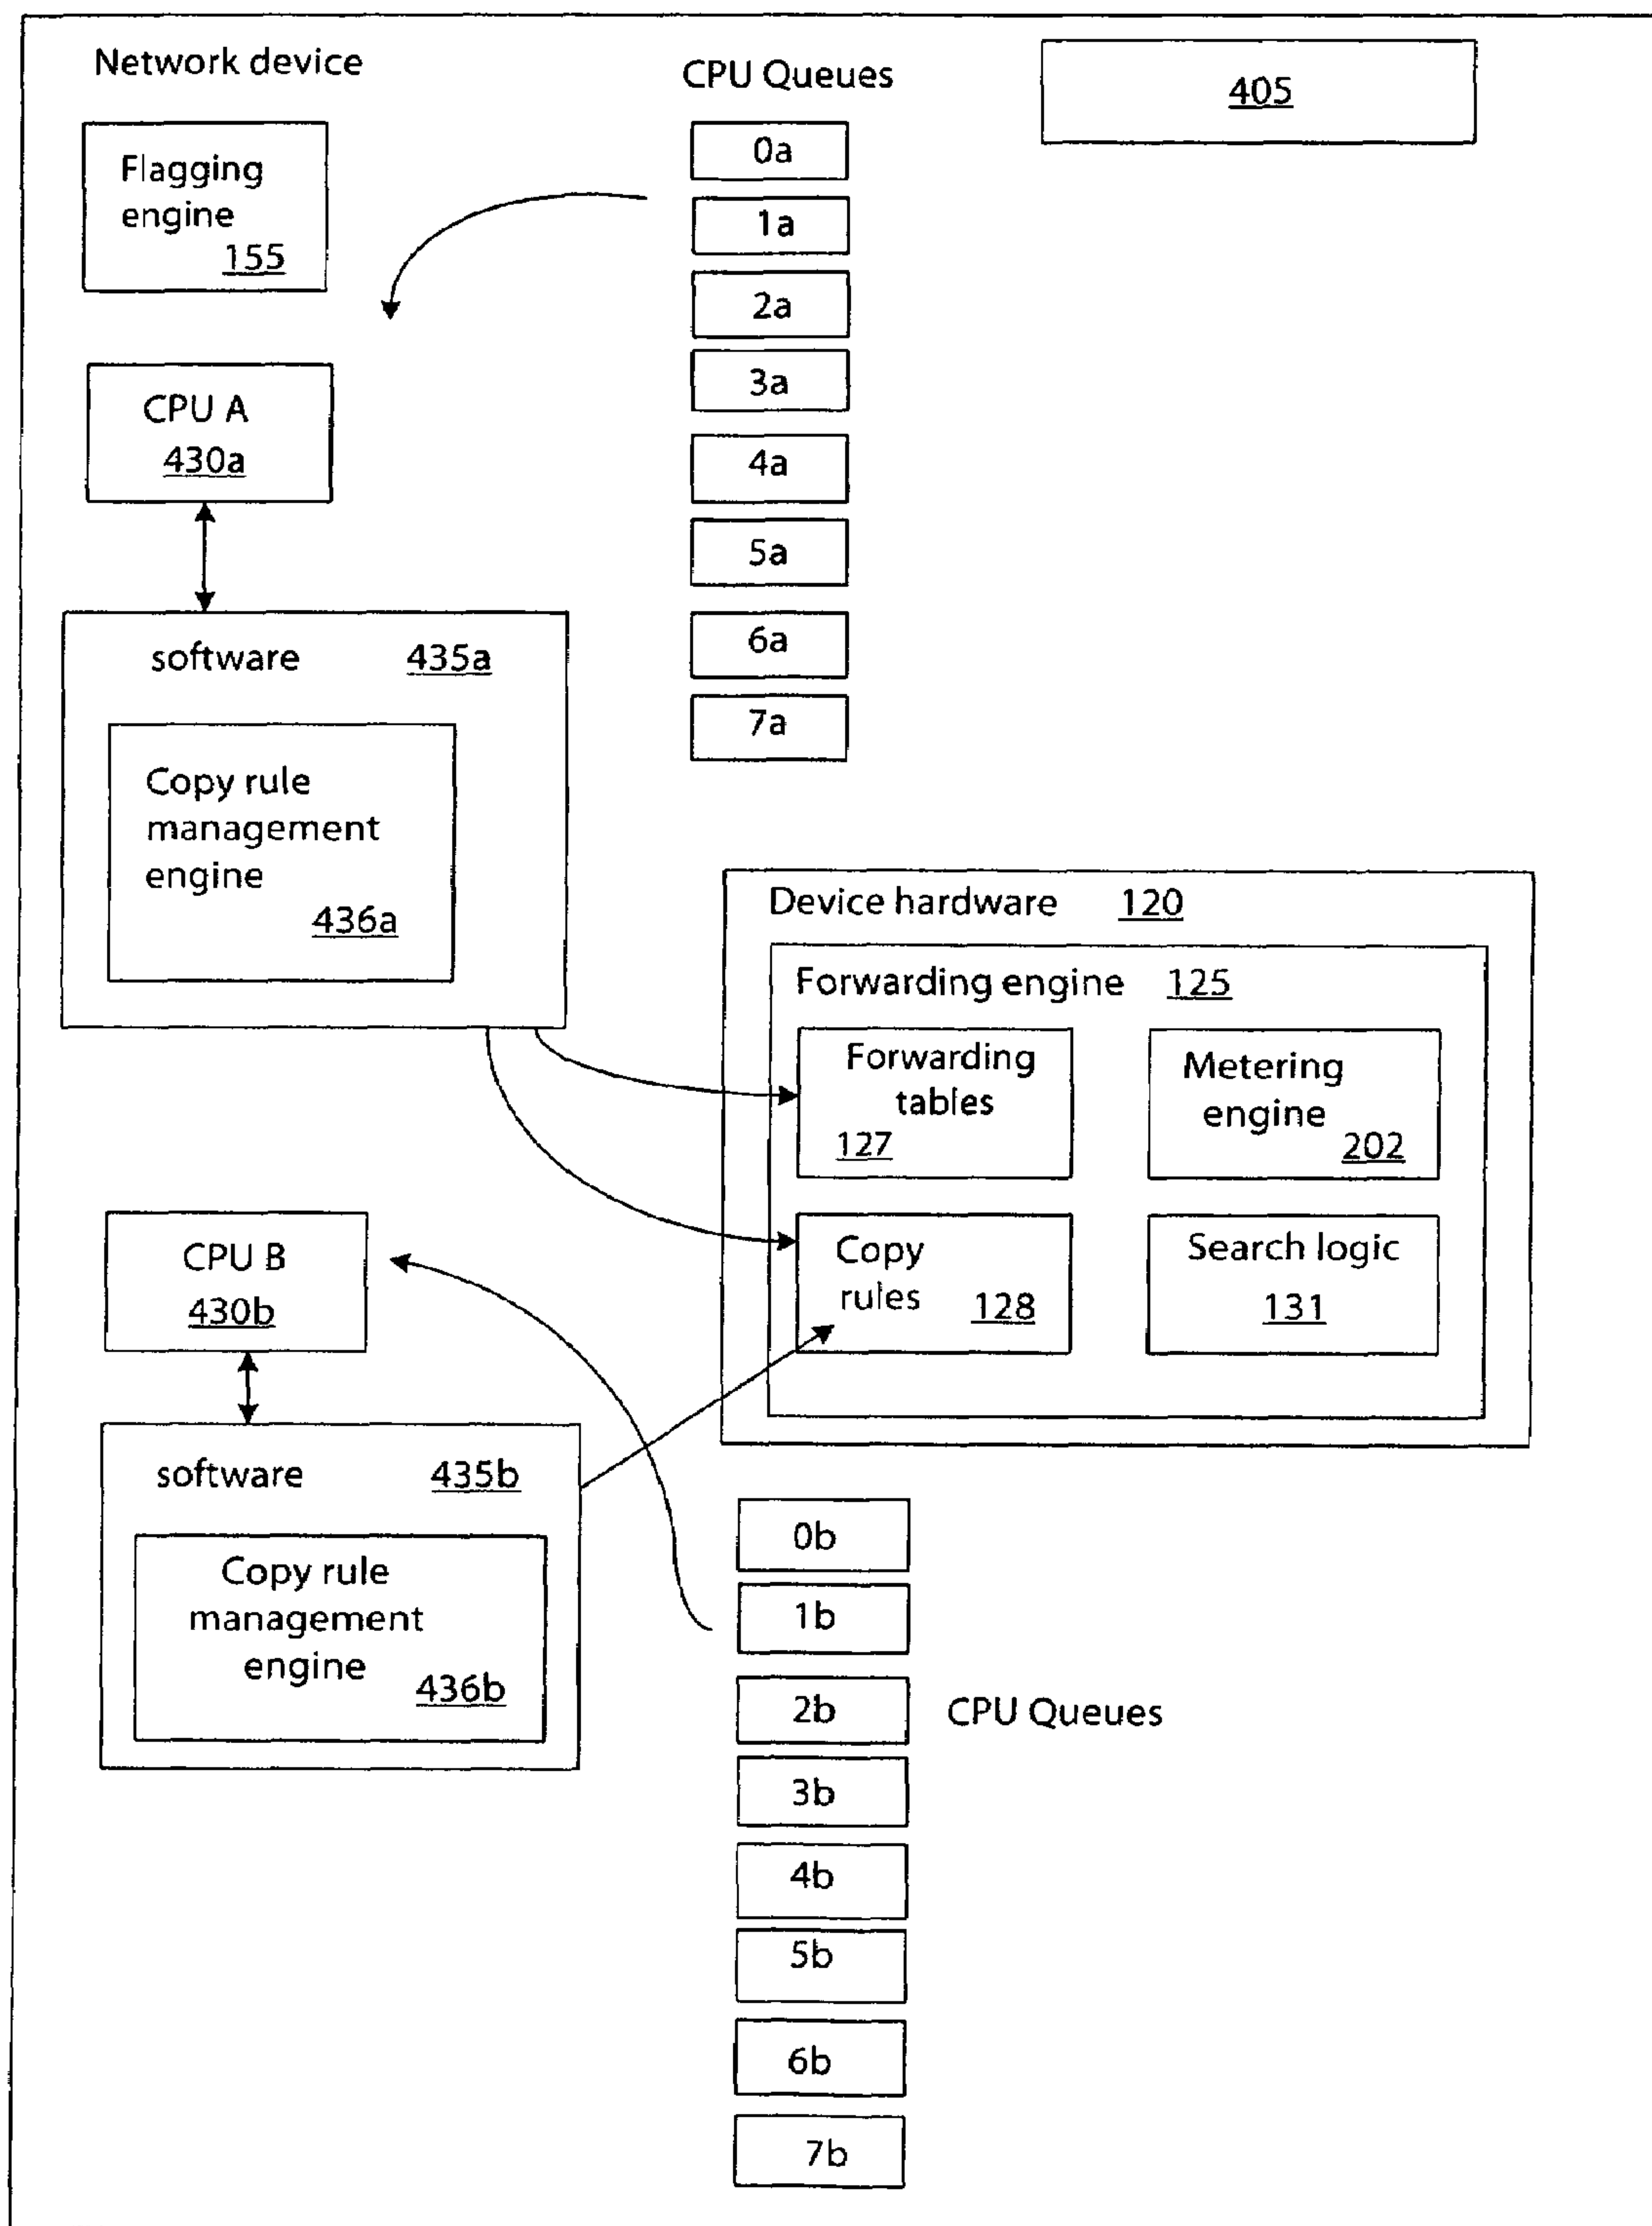 Network device
CPU Queues
405
Flagging
engine
155
0a
1a
2a
3a
4a
5a
6a
7a
CPU A
430a
software 435a
Copy rule
management
engine
436a
Device hardware 120
Forwarding engine 125
Forwarding
tables
127
Metering
engine
202
Copy
rules 128
Search logic
131
CPU B
430b
software 435b
Copy rule
management
engine
436b
0b
1b
2b CPU Queues
3b
4b
5b
6b
7b